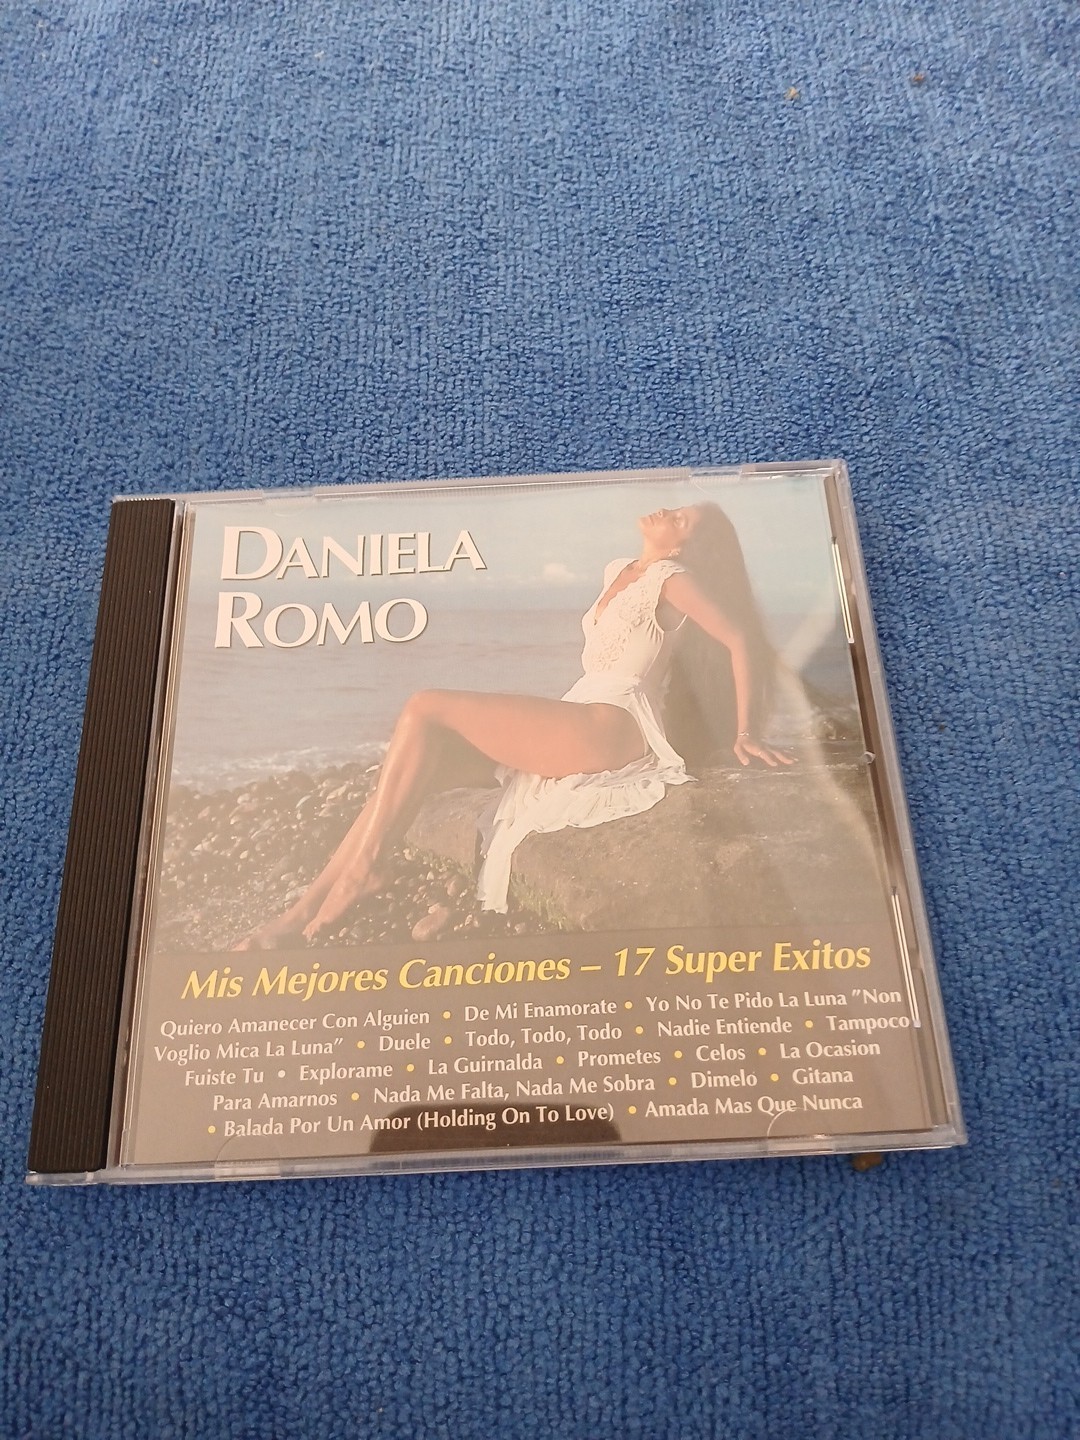 DANIELA
ROMO
Mis Mejores Canciones – 17 Super Exitos
Quiero Amanecer Con Alguien • De Mi Enamorate • Yo No Te Pido La Luna "Non
Voglio Mica La Luna" • Duele • Todo, Todo, Todo • Nadie Entiende • Tampoco
Fuiste Tu • Explorame • La Guirnalda • Prometes • Celos • La Ocasion
Para Amarnos • Nada Me Falta, Nada Me Sobra • Dimelo • Gitana
• Balada Por Un Amor (Holding On To Love) • Amada Mas Que Nunca